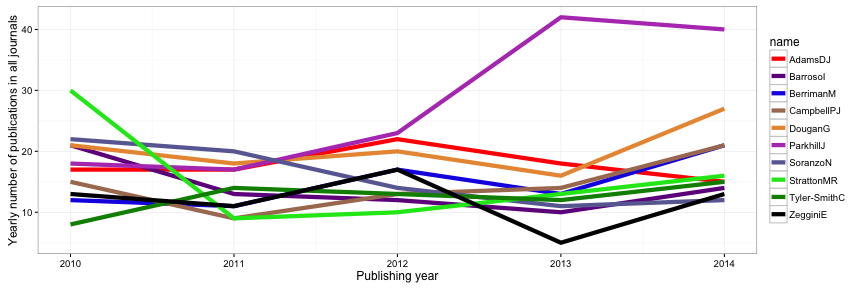 Yearly number of publications in all journals
40
30
20
10
2010 2011 2012 2013 2014
Publishing year
name
AdamsDJ
BarrosoI
BerrimanM
CampbellPJ
DouganG
ParkhillJ
SoranzoN
StrattonMR
Tyler-SmithC
ZegginiE